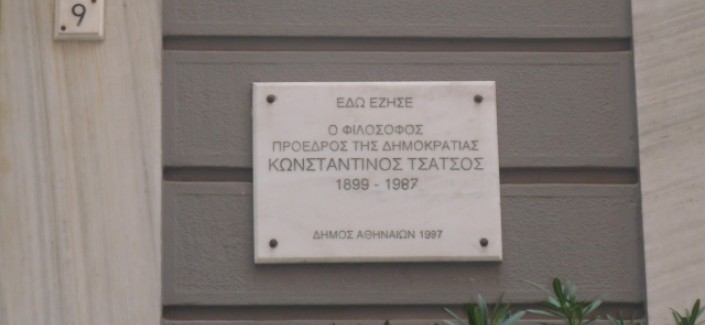 9
ΕΔΩ ΕΖΗΣΕ
Ο ΦΙΛΟΣΟΦΟΣ
ΠΡΟΕΔΡΟΣ ΤΗΣ ΔΗΜΟΚΡΑΤΙΑΣ
ΚΩΝΣΤΑΝΤΙΝΟΣ ΤΣΑΤΣΟΣ
1899 - 1987
ΔΗΜΟΣ ΑΘΗΝΑΙΩΝ 1997